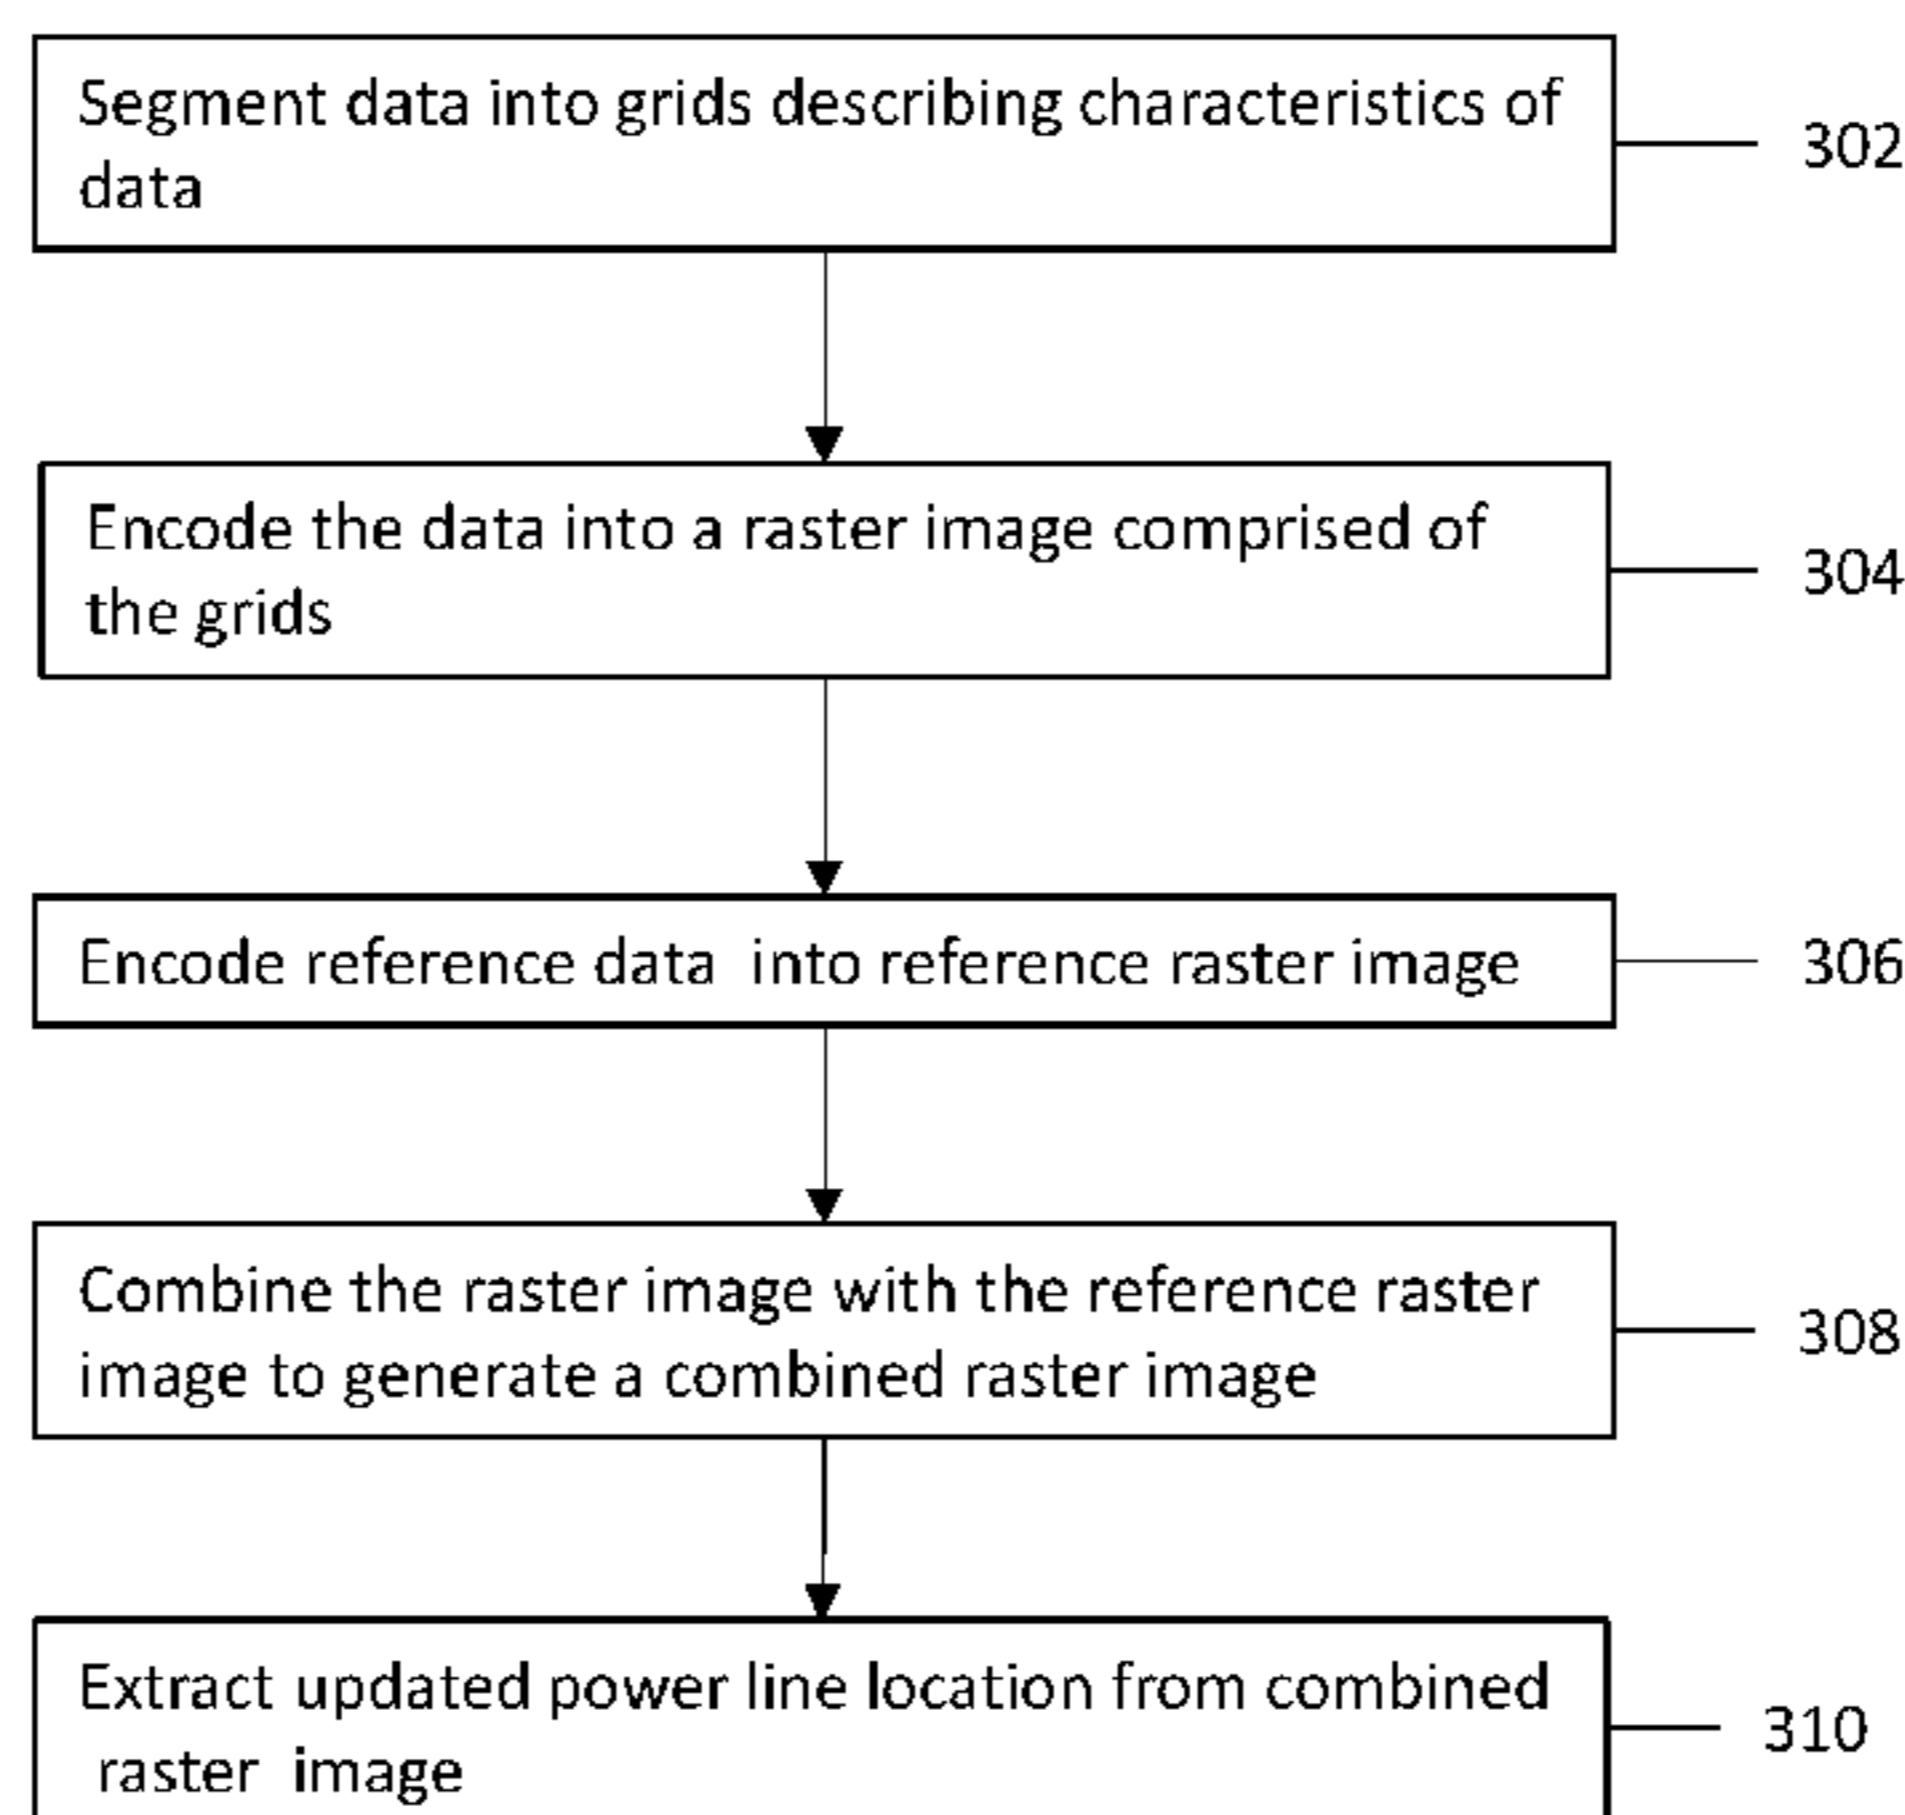 Segment data into grids describing characteristics of
data
302
Encode the data into a raster image comprised of
the grids
304
Encode reference data into reference raster image
306
Combine the raster image with the reference raster
image to generate a combined raster image
308
Extract updated power line location from combined
raster image
310